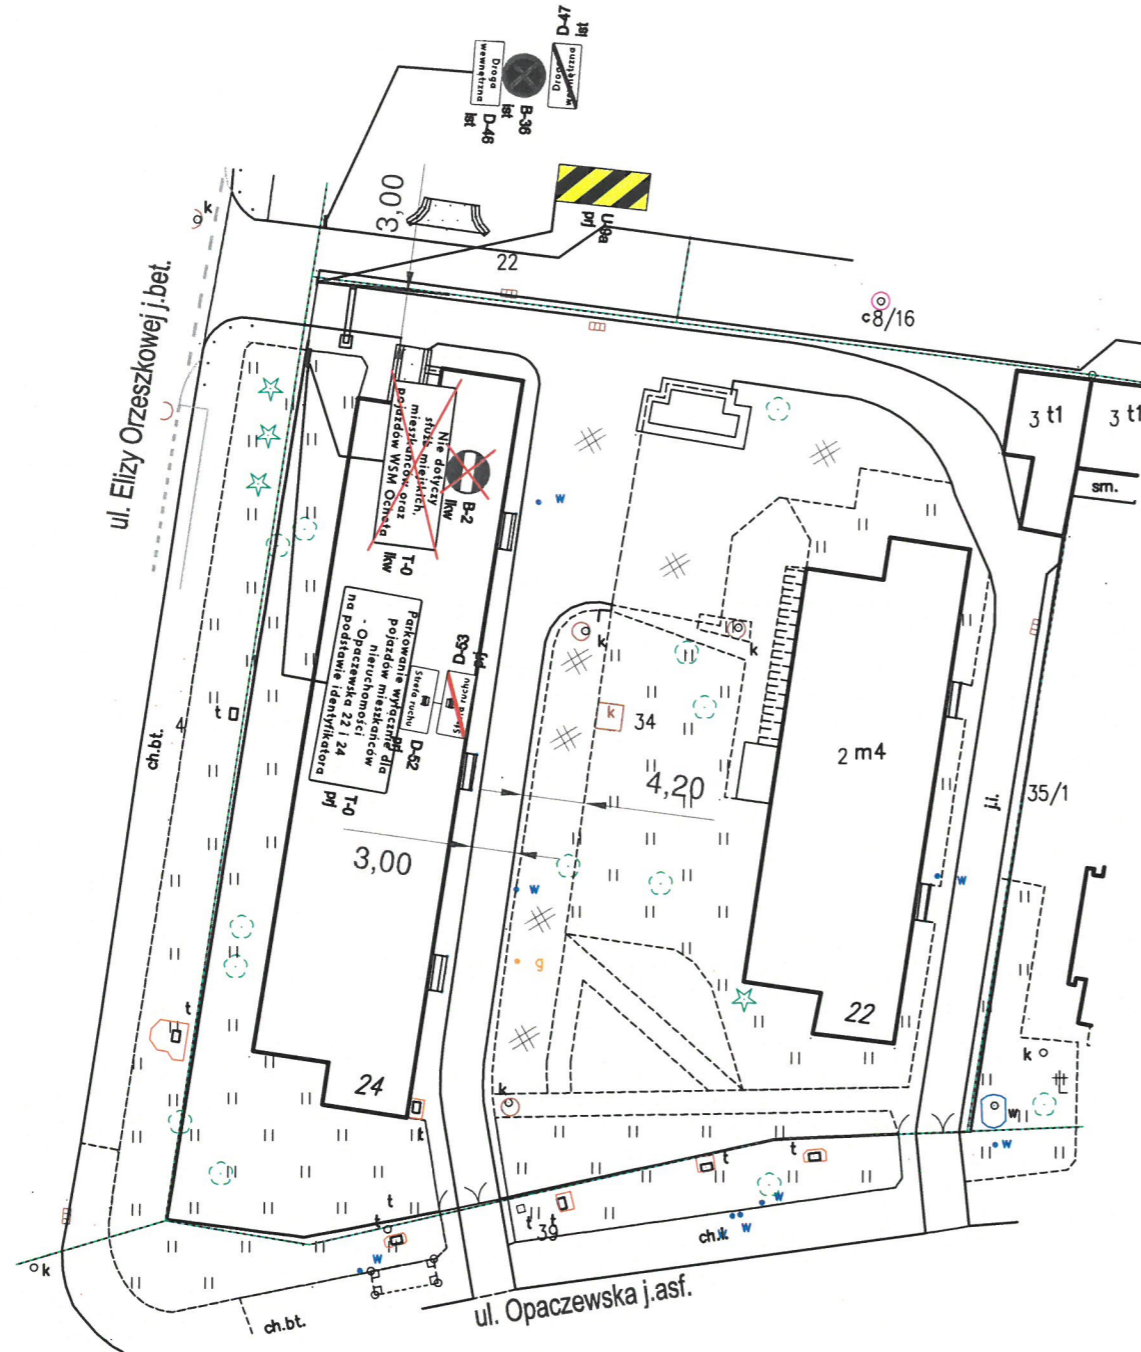 D-47
ist
Droga
wewnętrzna
B-36
ist
Droga
wewnętrzna
D-46
ist
3,00
U-9a
prj
k
22
c8/16
ul. Elizy Orzeszkowej j.bet.
3 t1
3 t1
sm.
Nie dotyczy
służb miejskich,
mieszkańców oraz
pojazdów WSM Ochota
B-2
lkw
T-0
lkw
w
k
k
k
34
D-53
prj
Strefa ruchu
Strefa ruchu
D-52
prj
Parkowanie wyłącznie dla
pojazdów mieszkańców
nieruchomości
- Opaczewska 22 i 24
na podstawie identyfikatora
T-0
prj
t
4
ch.bt.
2 m4
4,20
3,00
j.i.
35/1
w
w
g
t
22
24
k
t
k
w
w
t
t
t
t
t
t
39
w
w
w
ch.k
w
k
ch.bt.
ul. Opaczewska j.asf.